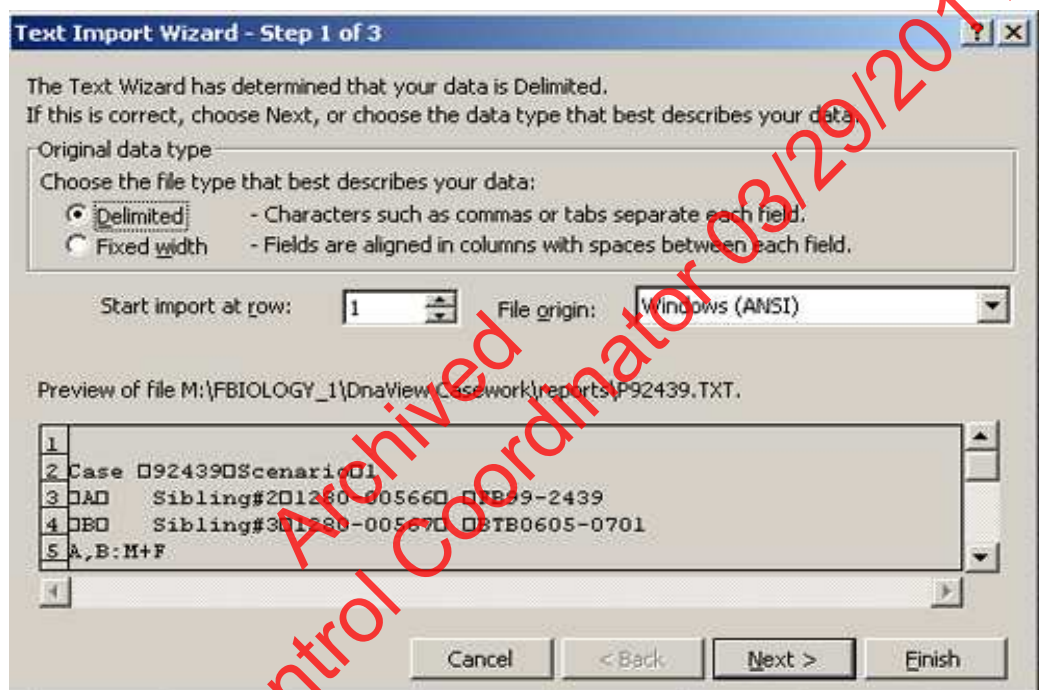 Text Import Wizard - Step 1 of 3
The Text Wizard has determined that your data is Delimited.
If this is correct, choose Next, or choose the data type that best describes your data.
Original data type
Choose the file type that best describes your data:
Delimited - Characters such as commas or tabs separate each field.
Fixed width - Fields are aligned in columns with spaces between each field.
Start import at row: 1 File origin: Windows (ANSI)
Preview of file M:\FBIOLOGY_1\DnaView Casework\reports\P92439.TXT.
1
2 Case □92439□Scenario□1
3 □A□ Sibling#2□1280-00566□ □FB99-2439
4 □B□ Sibling#3□1280-00567□ □BTB0605-0701
5 A,B:M+F
Cancel < Back Next > Finish
Archived
ntrol Coordinator 03/29/201